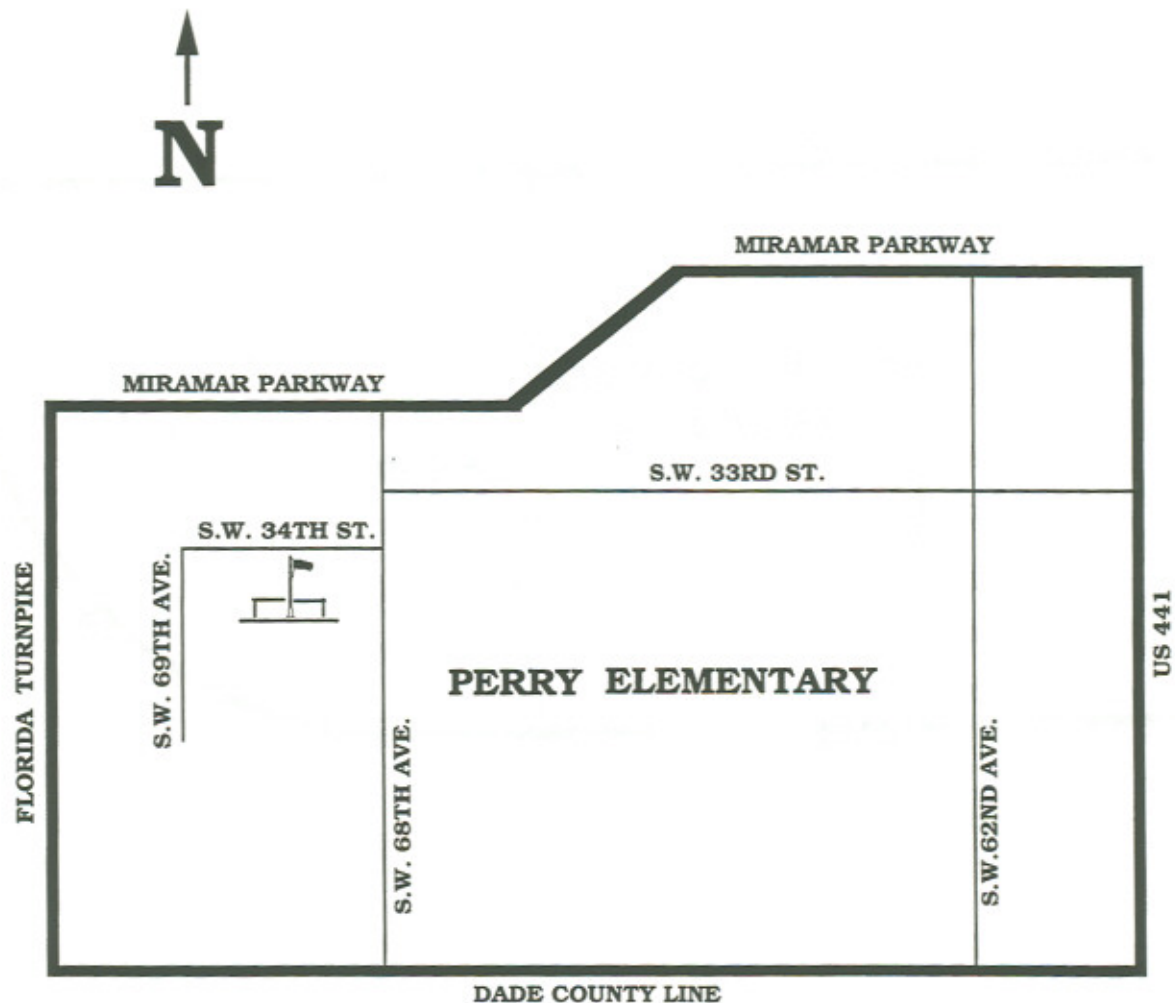 N
MIRAMAR PARKWAY
MIRAMAR PARKWAY
S.W. 33RD ST.
S.W. 34TH ST.
S.W. 69TH AVE.
FLORIDA TURNPIKE
US 441
PERRY ELEMENTARY
S.W. 68TH AVE.
S.W.62ND AVE.
DADE COUNTY LINE